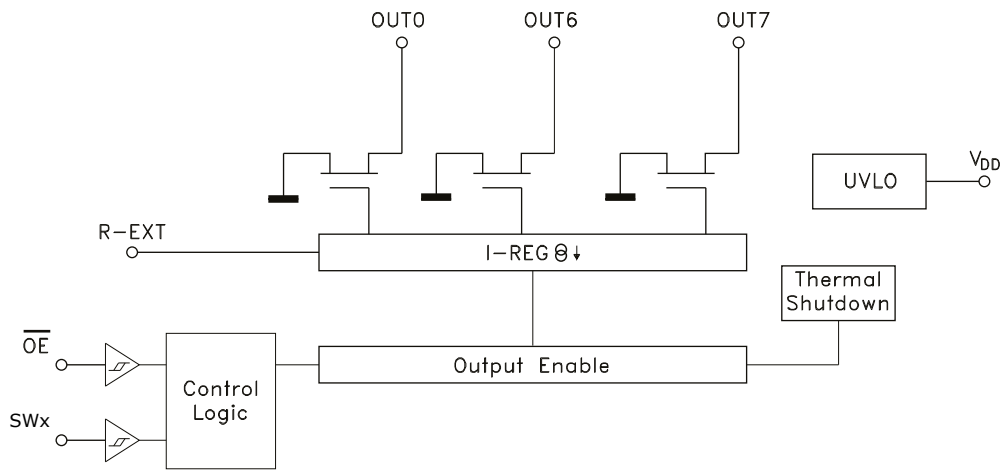 OUT0
OUT6
OUT7
UVLO
VDD
R-EXT
I-REG
Thermal
Shutdown
OE
Output Enable
Control
Logic
SWx